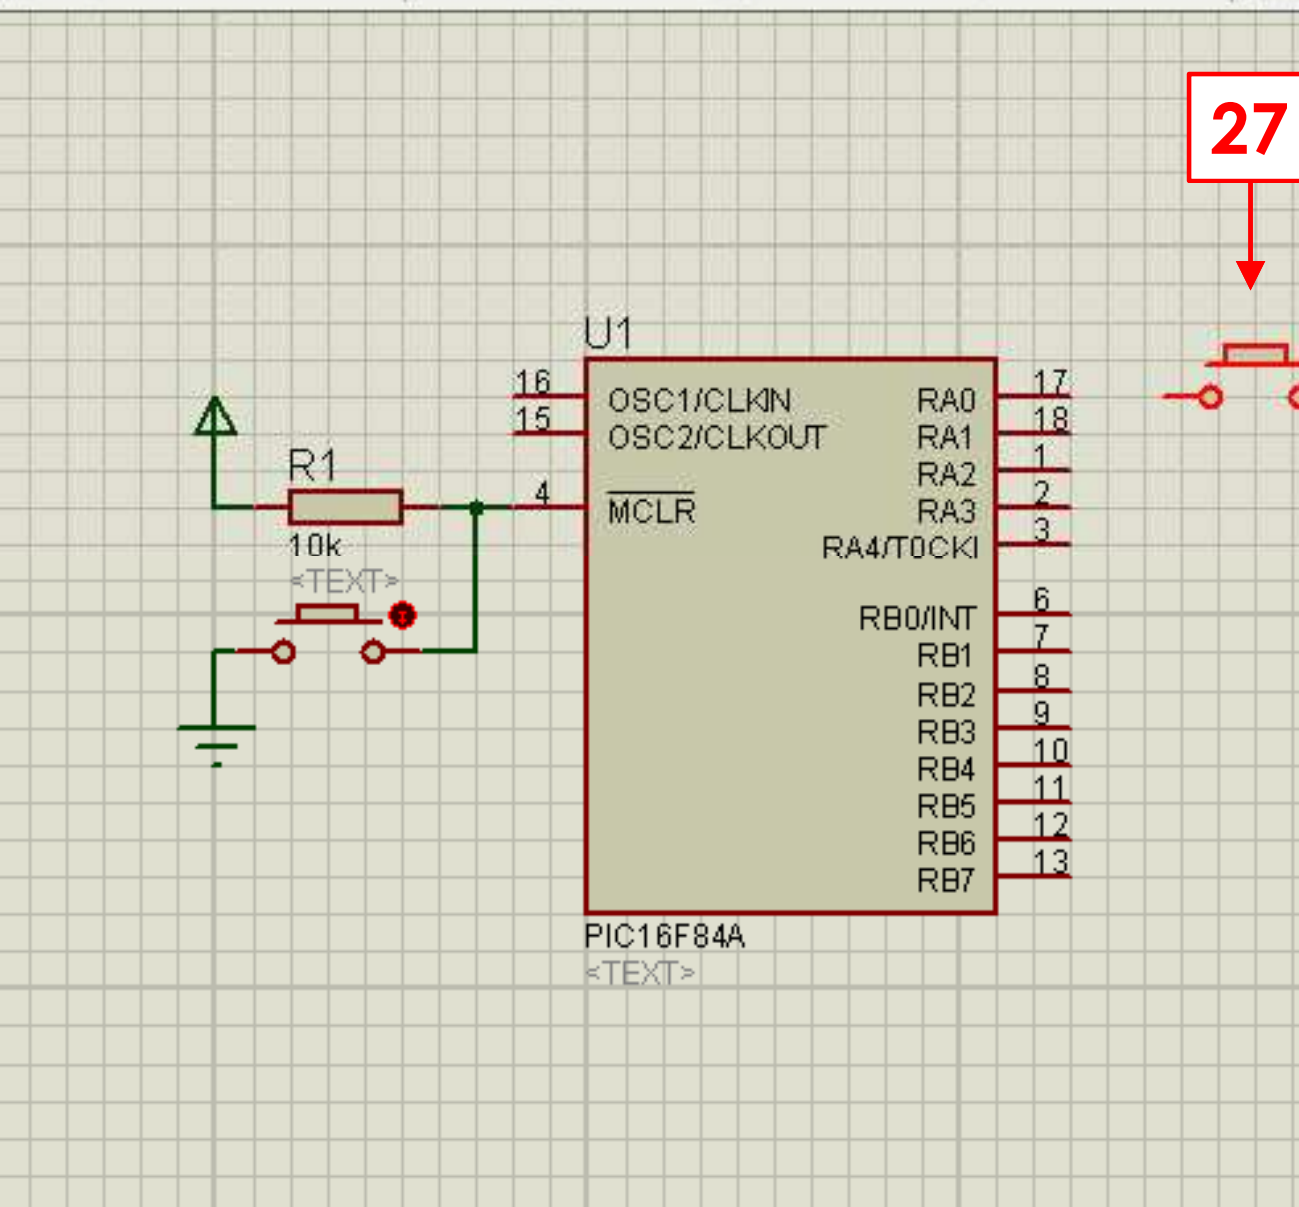 27
U1
16
OSC1/CLKIN
RA0
17
15
OSC2/CLKOUT
RA1
18
RA2
1
R1
4
MCLR
RA3
2
10k
RA4/T0CKI
3
<TEXT>
RB0/INT
6
RB1
7
RB2
8
RB3
9
RB4
10
RB5
11
RB6
12
RB7
13
PIC16F84A
<TEXT>